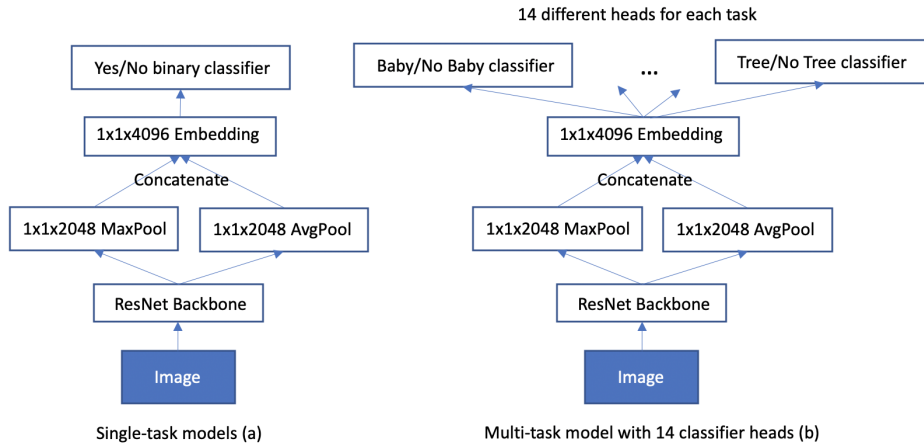 14 different heads for each task
Yes/No binary classifier
Baby/No Baby classifier
...
Tree/No Tree classifier
1x1x4096 Embedding
1x1x4096 Embedding
Concatenate
Concatenate
1x1x2048 MaxPool
1x1x2048 AvgPool
1x1x2048 MaxPool
1x1x2048 AvgPool
ResNet Backbone
ResNet Backbone
Image
Image
Single-task models (a)
Multi-task model with 14 classifier heads (b)